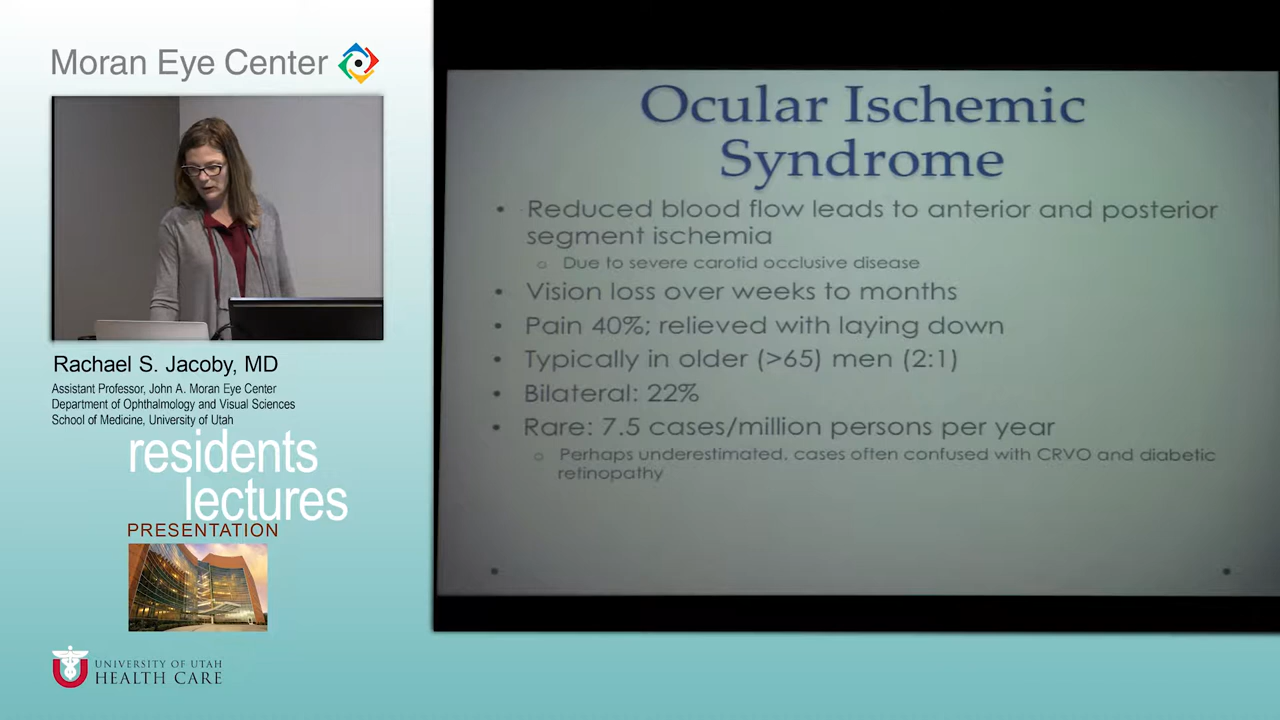 Moran Eye Center
Rachael S. Jacoby, MD
Assistant Professor, John A. Moran Eye Center
Department of Ophthalmology and Visual Sciences
School of Medicine, University of Utah
residents
lectures
PRESENTATION
UNIVERSITY OF UTAH
HEALTH CARE
Ocular Ischemic
Syndrome
• Reduced blood flow leads to anterior and posterior
segment ischemia
o Due to severe carotid occlusive disease
• Vision loss over weeks to months
• Pain 40%; relieved with laying down
• Typically in older (>65) men (2:1)
• Bilateral: 22%
• Rare: 7.5 cases/million persons per year
o Perhaps underestimated, cases often confused with CRVO and diabetic
retinopathy